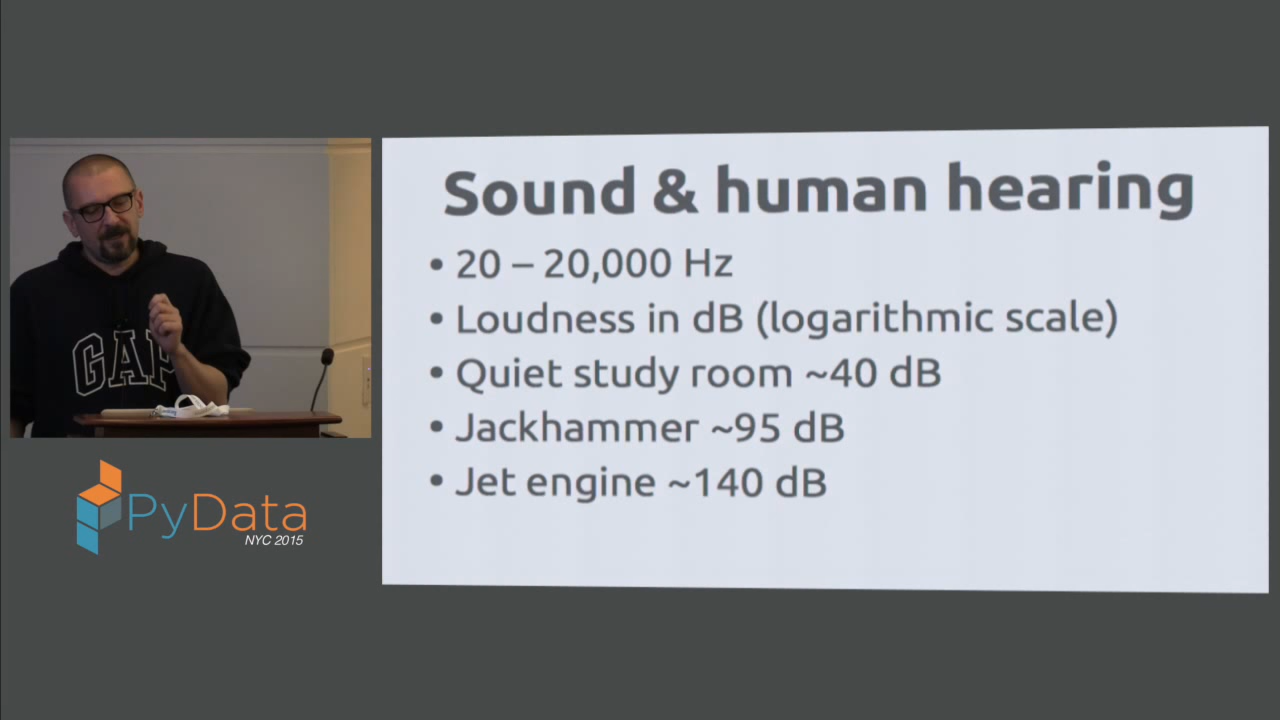 Sound & human hearing
• 20 – 20,000 Hz
• Loudness in dB (logarithmic scale)
• Quiet study room ~40 dB
• Jackhammer ~95 dB
• Jet engine ~140 dB
GAP
PyData
NYC 2015